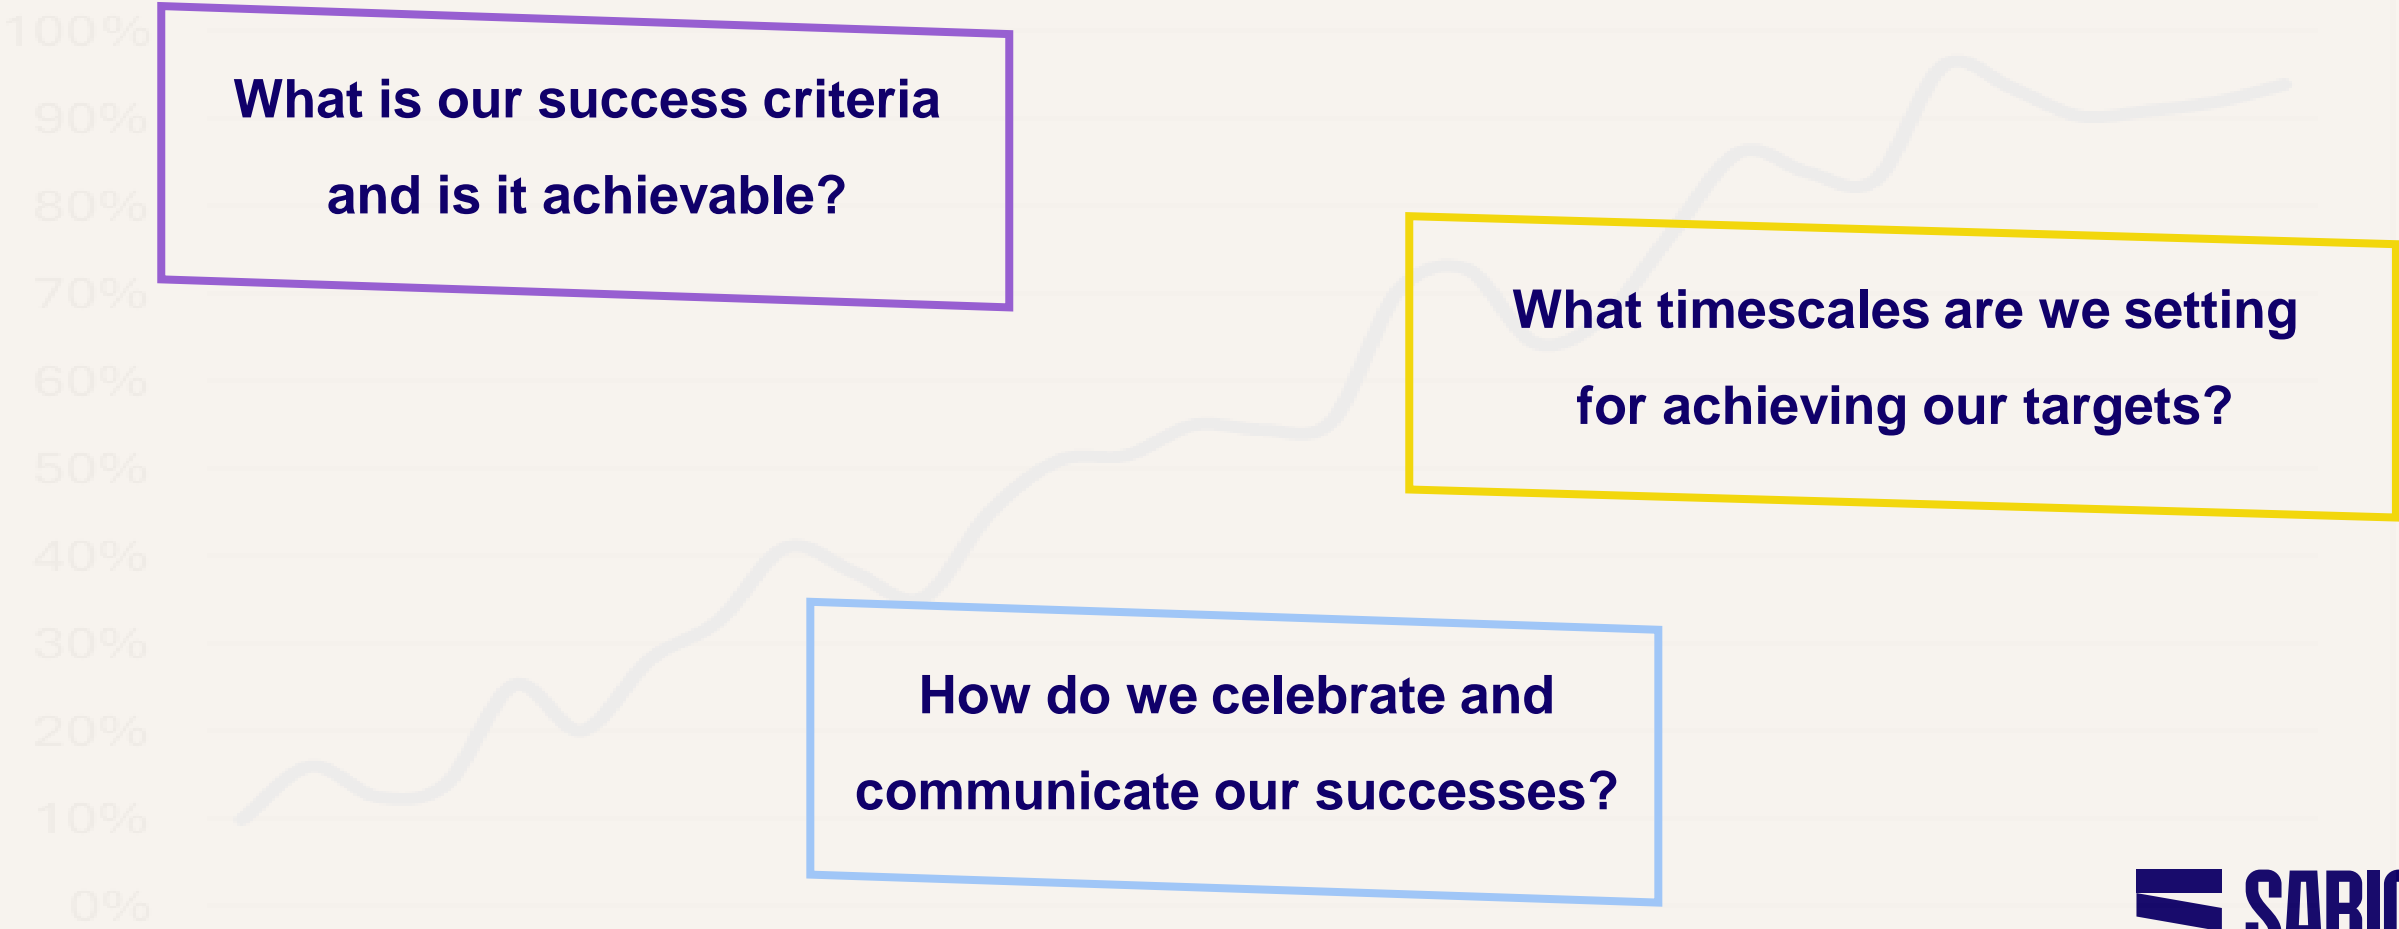 100%
90%
80%
70%
60%
50%
40%
30%
20%
10%
0%
What is our success criteria
and is it achievable?
What timescales are we setting
for achieving our targets?
How do we celebrate and
communicate our successes?